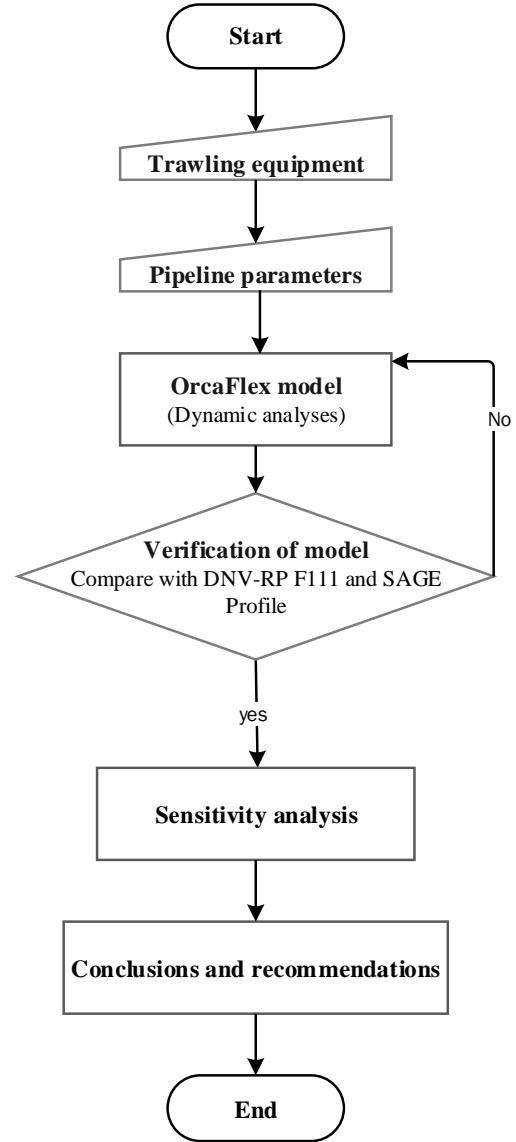 Start
Trawling equipment
Pipeline parameters
OrcaFlex model
(Dynamic analyses)
No
Verification of model
Compare with DNV-RP F111 and SAGE
Profile
yes
Sensitivity analysis
Conclusions and recommendations
End